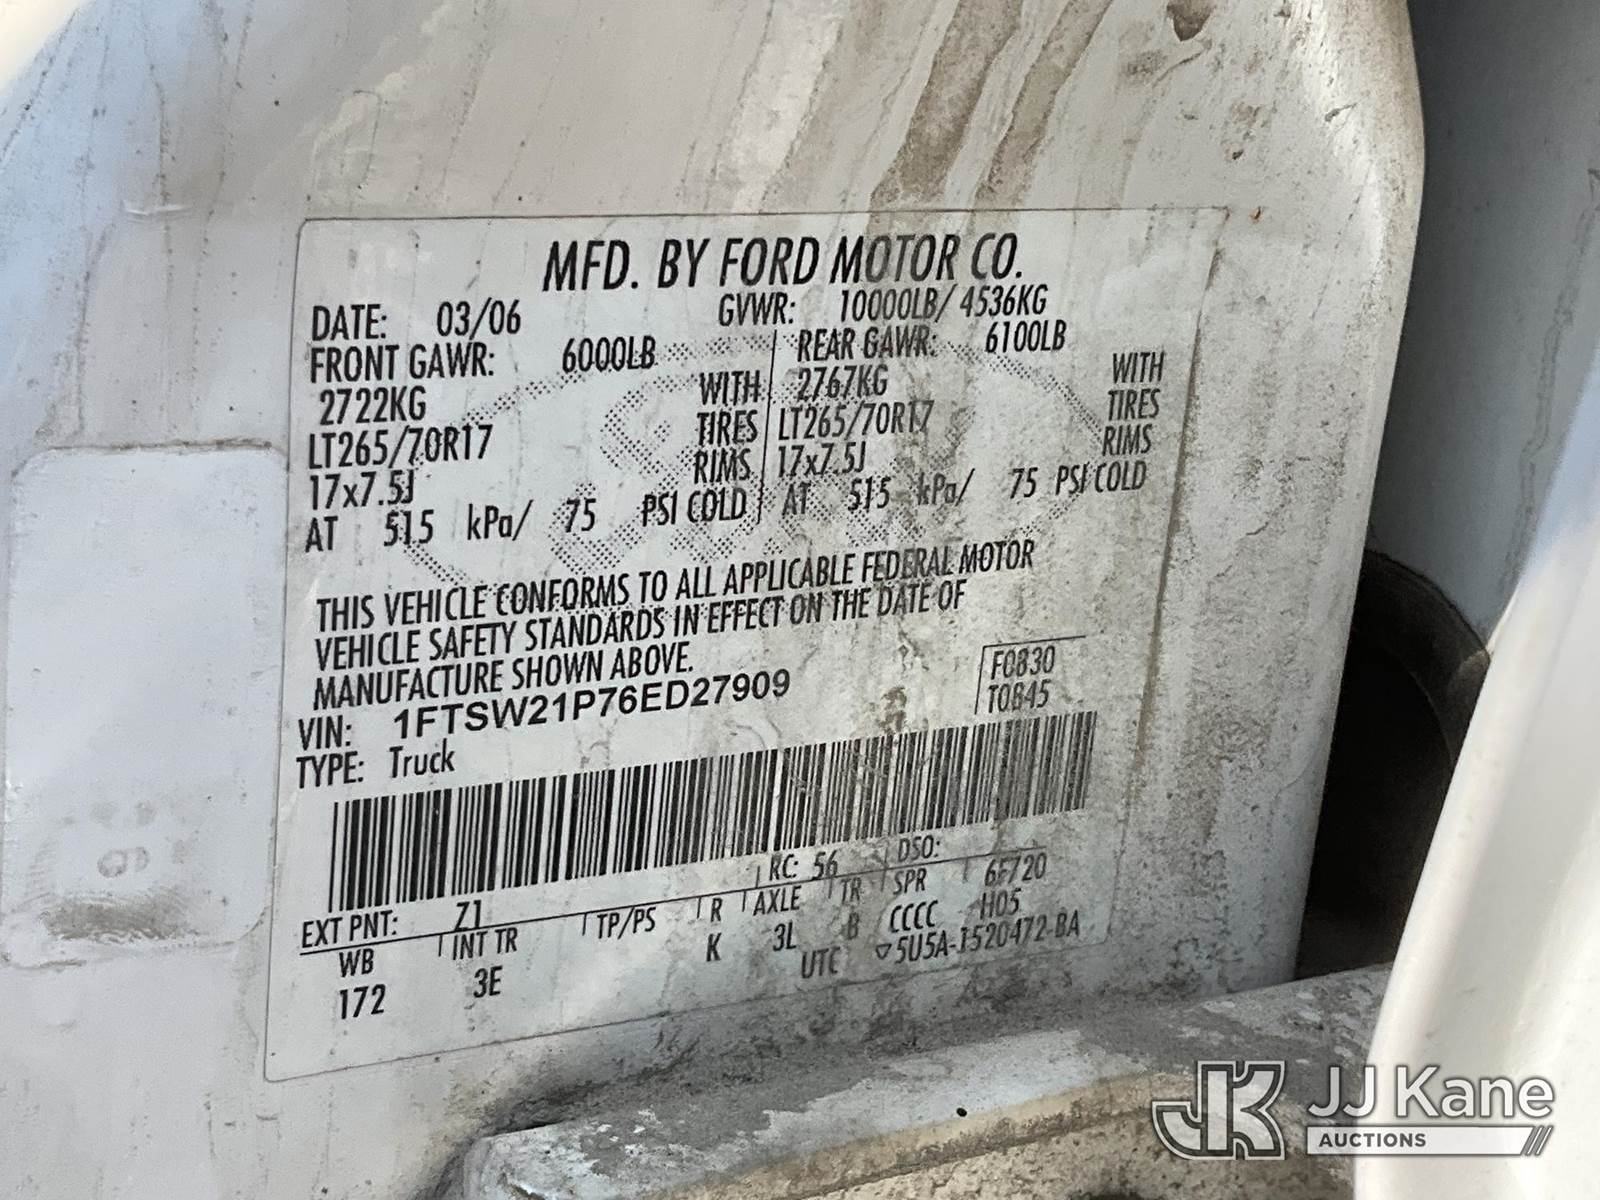 MFD. BY FORD MOTOR CO.
DATE: 03/06 GVWR: 10000LB/ 4536KG
FRONT GAWR: 6000LB REAR GAWR: 6100LB
2722KG WITH 2767KG WITH
LT265/70R17 TIRES LT265/70R17 TIRES
17x7.5J RIMS 17x7.5J RIMS
AT 515 kPa/ 75 PSI COLD AT 515 kPa/ 75 PSI COLD
THIS VEHICLE CONFORMS TO ALL APPLICABLE FEDERAL MOTOR
VEHICLE SAFETY STANDARDS IN EFFECT ON THE DATE OF
MANUFACTURE SHOWN ABOVE.
VIN: 1FTSW21P76ED27909 F0830
TYPE: Truck T0845
EXT PNT: Z1 RC: 56 DSO:
WB INT TR TP/PS R AXLE TR SPR 6F720
172 3E K 3L B CCCC H05
UTC ▽5U5A-1520472-BA
JK JJ Kane
AUCTIONS